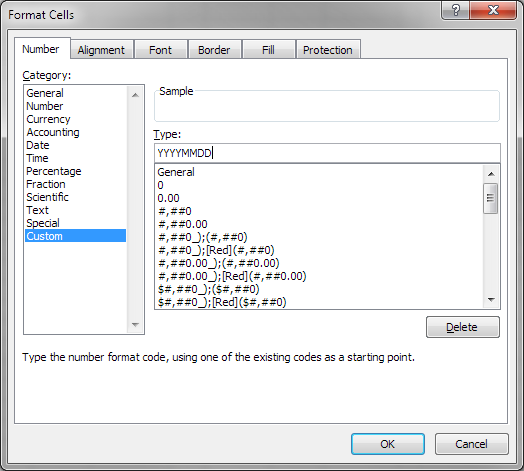 Format Cells
?
Number
Alignment
Font
Border
Fill
Protection
Category:
General
Number
Currency
Accounting
Date
Time
Percentage
Fraction
Scientific
Text
Special
Custom
Sample
Type:
YYYYMMDD
General
0
0.00
#,##0
#,##0.00
#,##0_);(#,##0)
#,##0_);[Red](#,##0)
#,##0.00_);(#,##0.00)
#,##0.00_);[Red](#,##0.00)
$#,##0_);($#,##0)
$#,##0_);[Red]($#,##0)
Delete
Type the number format code, using one of the existing codes as a starting point.
OK
Cancel